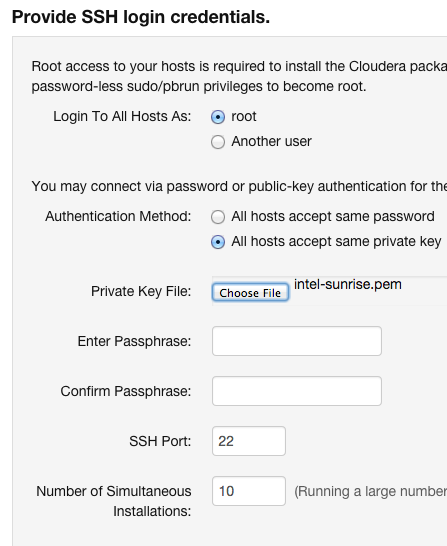 Provide SSH login credentials.
Root access to your hosts is required to install the Cloudera packa
password-less sudo/pbrun privileges to become root.
Login To All Hosts As: root
Another user
You may connect via password or public-key authentication for the
Authentication Method: All hosts accept same password
All hosts accept same private key
Private Key File: Choose File intel-sunrise.pem
Enter Passphrase:
Confirm Passphrase:
SSH Port: 22
Number of Simultaneous 10 (Running a large number
Installations: